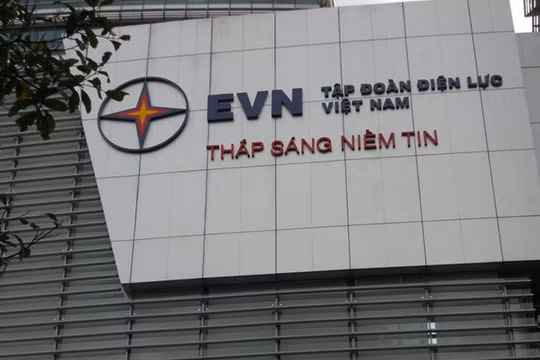 EVN TẬP ĐOÀN ĐIỆN LỰC
VIỆT NAM
THẮP SÁNG NIỀM TIN